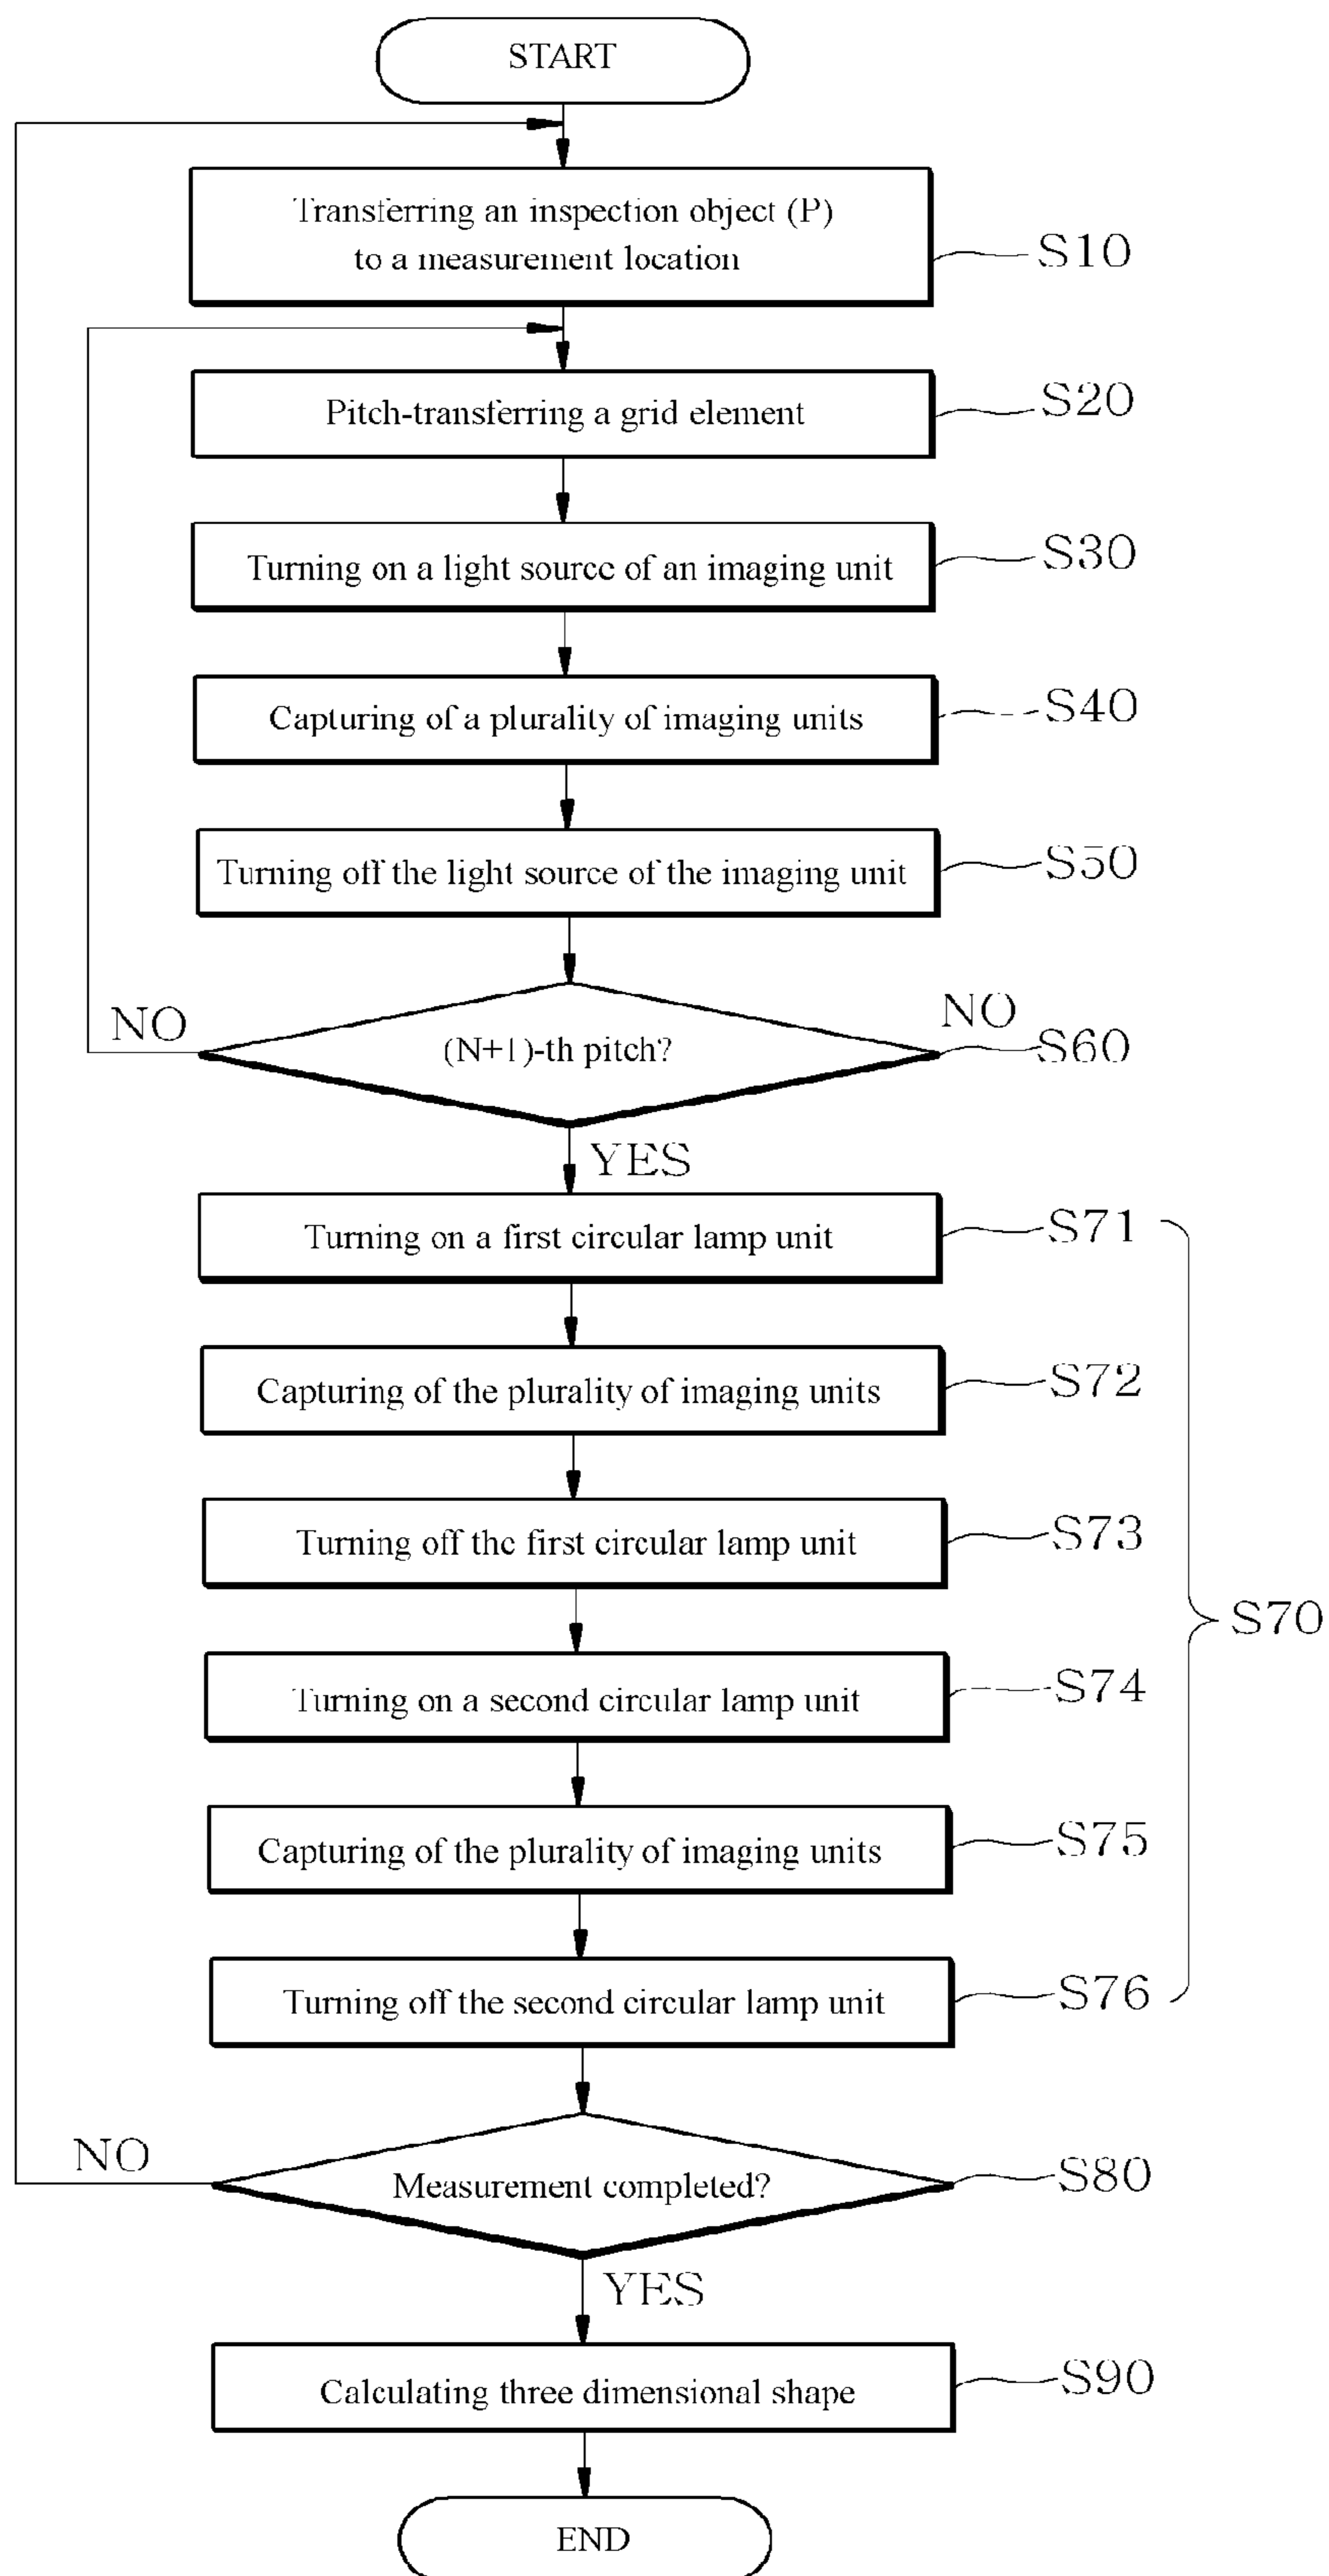 START
Transferring an inspection object (P)
to a measurement location
S10
Pitch-transferring a grid element
S20
Turning on a light source of an imaging unit
S30
Capturing of a plurality of imaging units
S40
Turning off the light source of the imaging unit
S50
NO
(N+1)-th pitch?
NO
S60
YES
Turning on a first circular lamp unit
S71
Capturing of the plurality of imaging units
S72
Turning off the first circular lamp unit
S73
S70
Turning on a second circular lamp unit
S74
Capturing of the plurality of imaging units
S75
Turning off the second circular lamp unit
S76
NO
Measurement completed?
S80
YES
Calculating three dimensional shape
S90
END